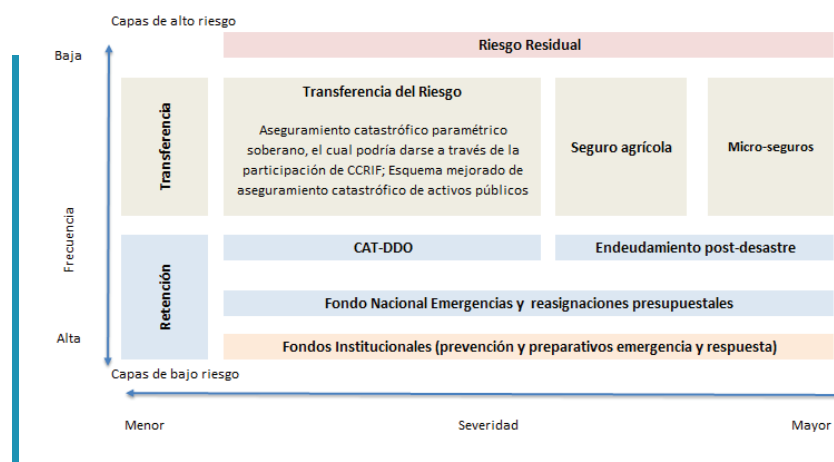 Capas de alto riesgo
Baja
Riesgo Residual
Transferencia
Transferencia del Riesgo
Aseguramiento catastrófico paramétrico
soberano, el cual podría darse a través de la
participación de CCRIF; Esquema mejorado de
aseguramiento catastrófico de activos públicos
Seguro agrícola
Micro-seguros
Frecuencia
Retención
CAT-DDO
Endeudamiento post-desastre
Fondo Nacional Emergencias y reasignaciones presupuestales
Alta
Fondos Institucionales (prevención y preparativos emergencia y respuesta)
Capas de bajo riesgo
Menor
Severidad
Mayor